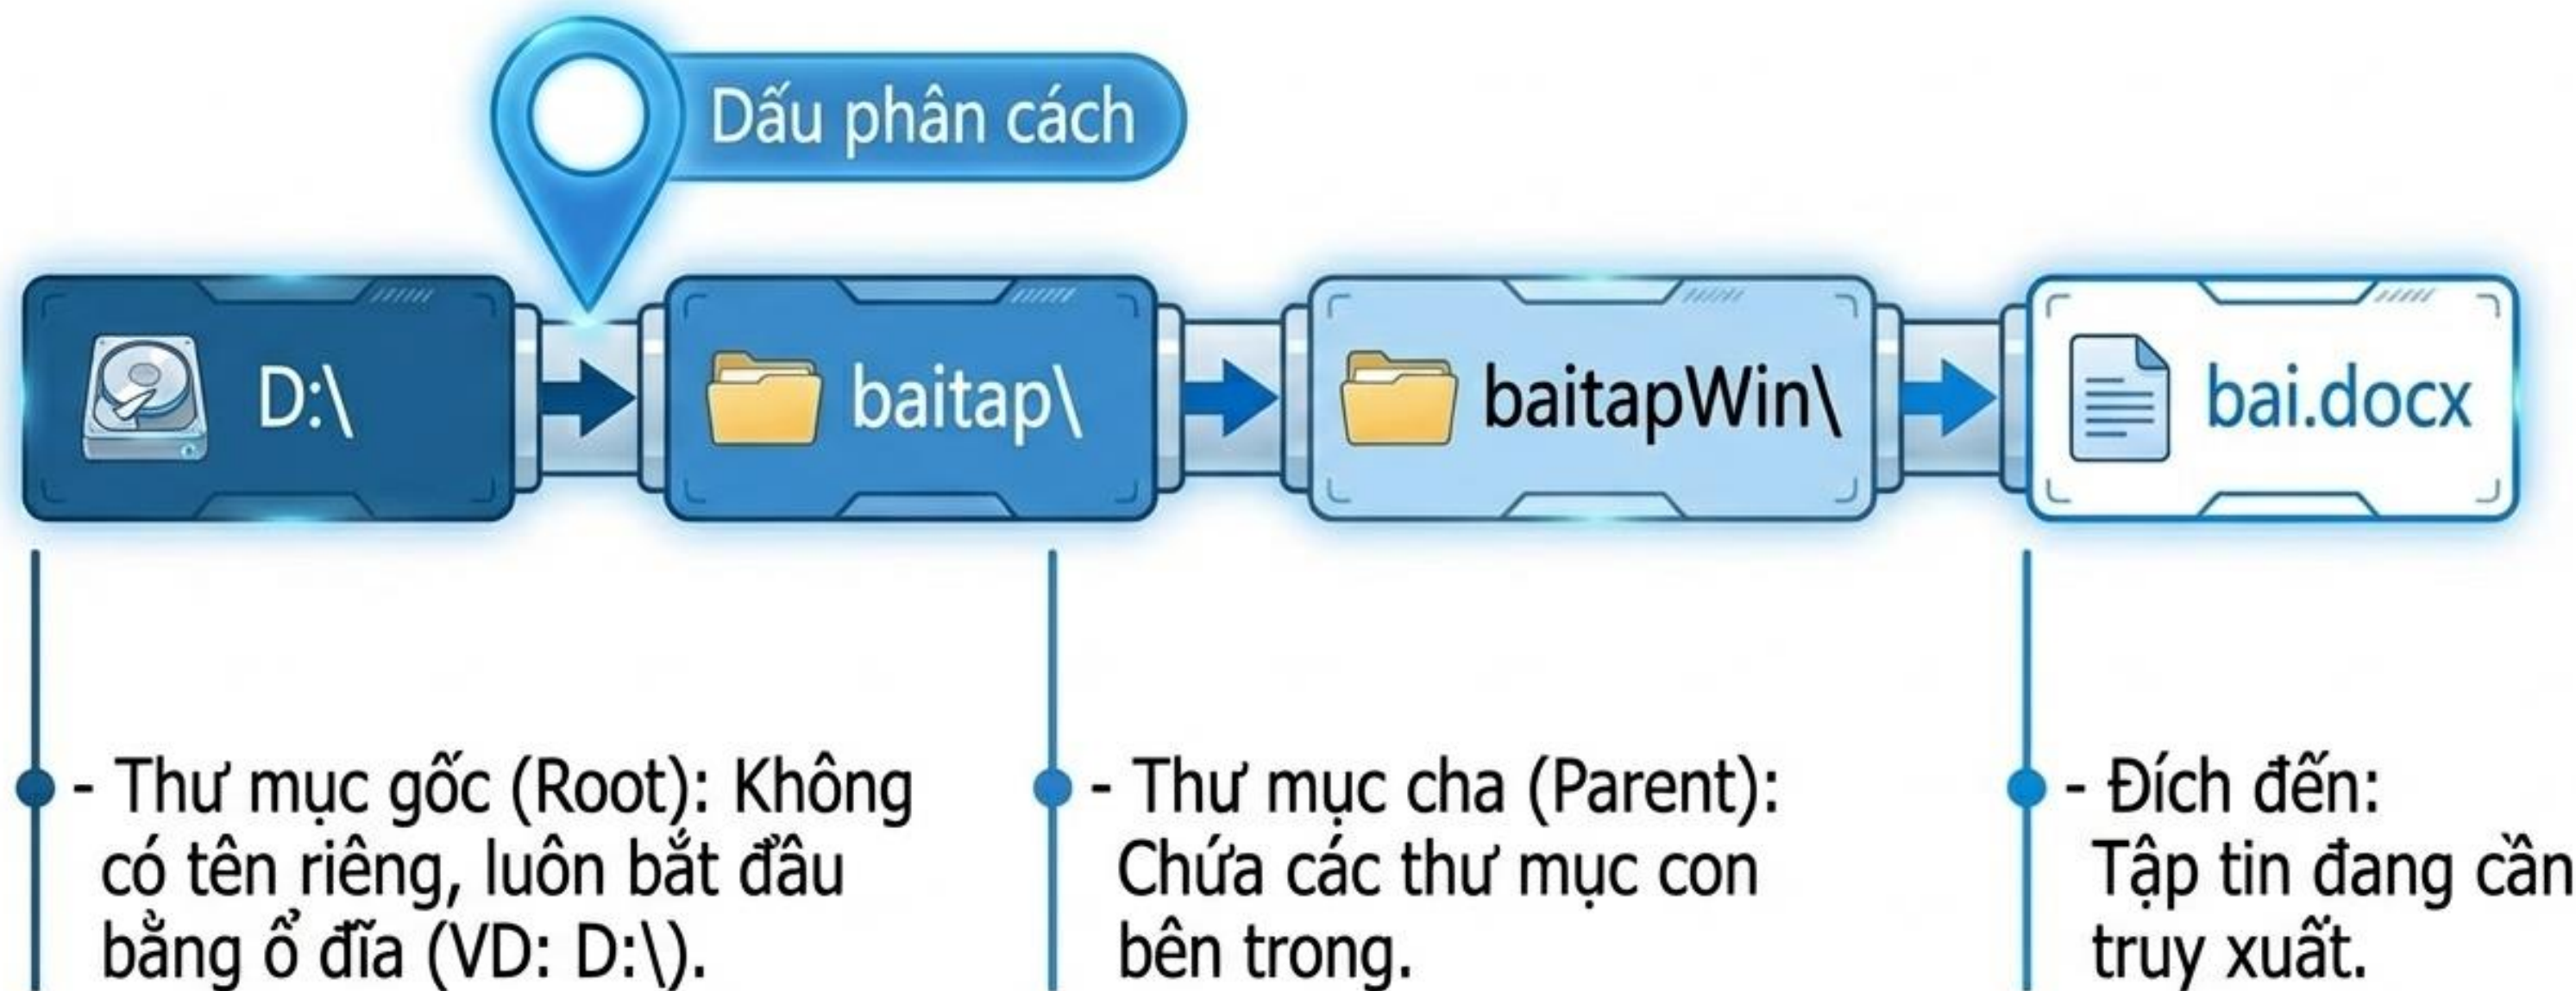 Dấu phân cách
D:\
baitap\
baitapWin\
bai.docx
- Thư mục gốc (Root): Không
có tên riêng, luôn bắt đầu
bằng ổ đĩa (VD: D:\).
- Thư mục cha (Parent):
Chứa các thư mục con
bên trong.
- Đích đến:
Tập tin đang cần
truy xuất.